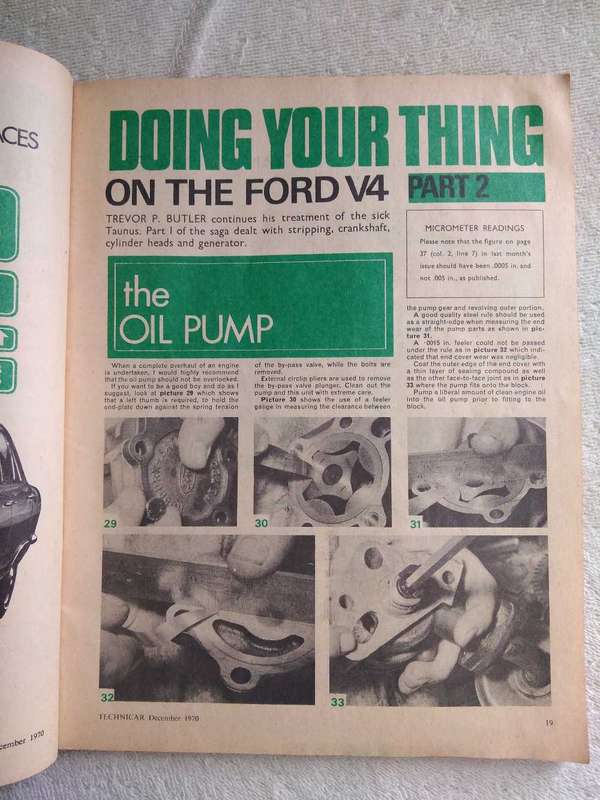 ACES
DOING YOUR THING
ON THE FORD V4 PART 2
TREVOR P. BUTLER continues his treatment of the sick
Taunus. Part I of the saga dealt with stripping, crankshaft,
cylinder heads and generator.
MICROMETER READINGS
Please note that the figure on page
37 (col. 2, line 7) in last month's
issue should have been .0005 in. and
not .005 in., as published.
the
OIL PUMP
When a complete overhaul of an engine
is undertaken, I would highly recommend
that the oil pump should not be overlooked.
If you want to be a good boy and do as I
suggest, look at picture 29 which shows
that a left thumb is required, to hold the
end-plate down against the spring tension
of the by-pass valve, while the bolts are
removed.
External circlip pliers are used to remove
the by-pass valve plunger. Clean out the
pump and this unit with extreme care.
Picture 30 shows the use of a feeler
gauge in measuring the clearance between
the pump gear and revolving outer portion.
A good quality steel rule should be used
as a straight-edge when measuring the end
wear of the pump parts as shown in pic-
ture 31.
A ·0015 in. feeler could not be passed
under the rule as in picture 32 which indi-
cated that end cover wear was negligible.
Coat the outer edge of the end cover with
a thin layer of sealing compound as well
as the other face-to-face joint as in picture
33 where the pump fits onto the block.
Pump a liberal amount of clean engine oil
into the oil pump prior to fitting to the
block.
29
30
31
32
33
TECHNICAR December 1970
19
cember 1970